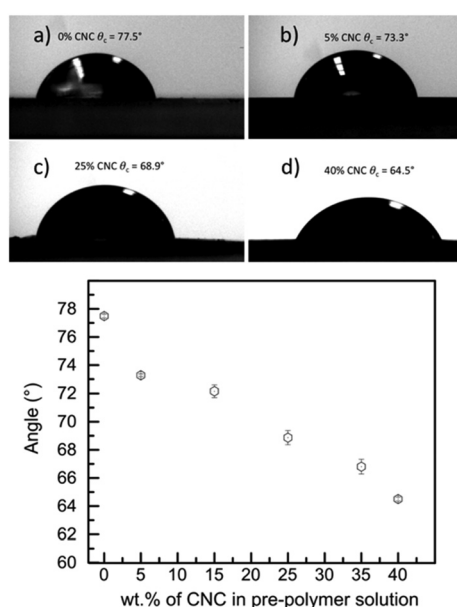 a) 0% CNC θc = 77.5°
b) 5% CNC θc = 73.3°
c) 25% CNC θc = 68.9°
d) 40% CNC θc = 64.5°
78
76
74
72
70
68
66
64
62
60
Angle (°)
0 5 10 15 20 25 30 35 40
wt.% of CNC in pre-polymer solution